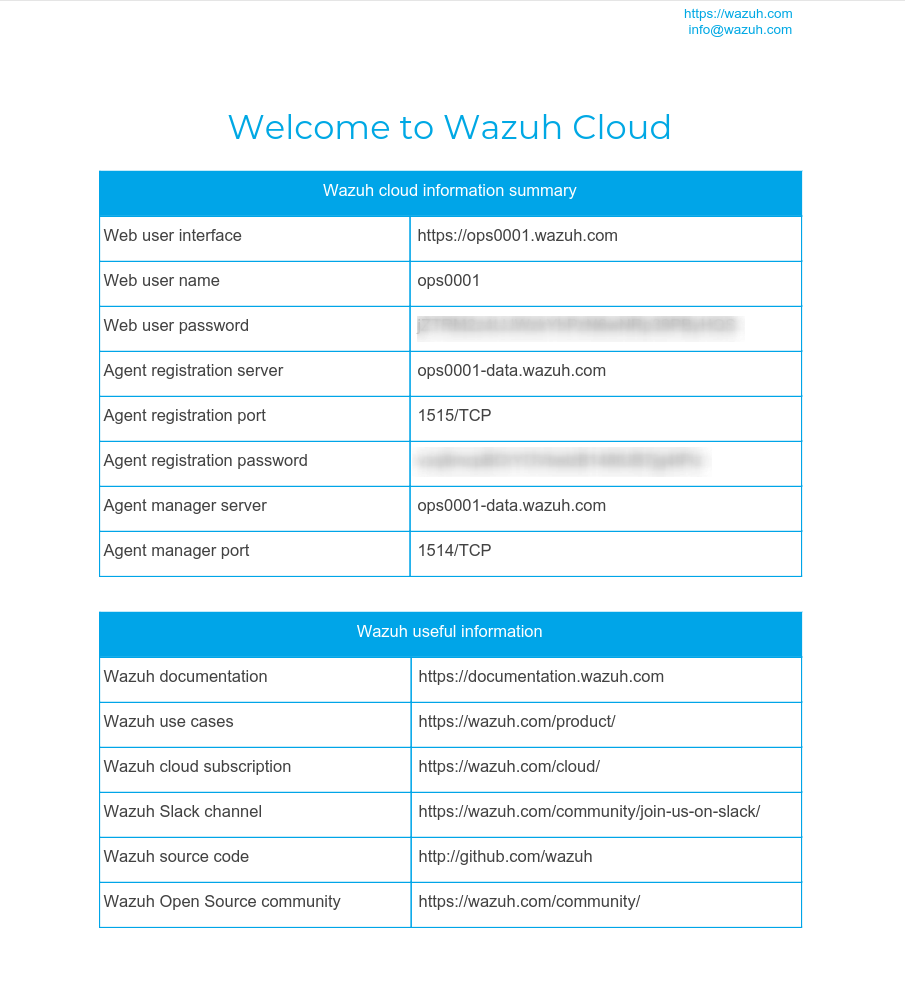 https://wazuh.com
info@wazuh.com
Welcome to Wazuh Cloud
Wazuh cloud information summary
Web user interface https://ops0001.wazuh.com
Web user name ops0001
Web user password
Agent registration server ops0001-data.wazuh.com
Agent registration port 1515/TCP
Agent registration password
Agent manager server ops0001-data.wazuh.com
Agent manager port 1514/TCP
Wazuh useful information
Wazuh documentation https://documentation.wazuh.com
Wazuh use cases https://wazuh.com/product/
Wazuh cloud subscription https://wazuh.com/cloud/
Wazuh Slack channel https://wazuh.com/community/join-us-on-slack/
Wazuh source code http://github.com/wazuh
Wazuh Open Source community https://wazuh.com/community/